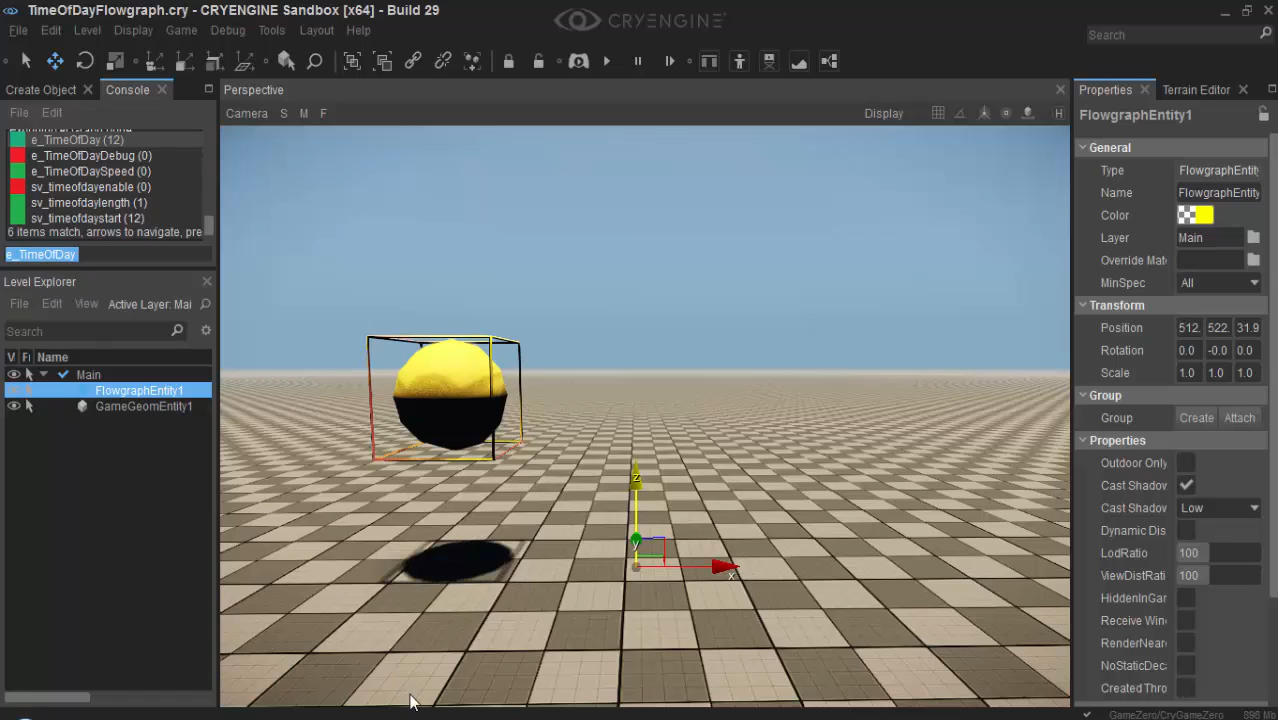 TimeOfDayFlowgraph.cry - CRYENGINE Sandbox [x64] - Build 29
CRYENGINE
File Edit Level Display Game Debug Tools Layout Help
Search
Create Object
Console
File Edit
e_TimeOfDay (12)
e_TimeOfDayDebug (0)
e_TimeOfDaySpeed (0)
sv_timeofdayenable (0)
sv_timeofdaylength (1)
sv_timeofdaystart (12)
6 items match, arrows to navigate, pre
e_TimeOfDay
Level Explorer
File Edit View Active Layer: Mai
Search
V Fi Name
Main
FlowgraphEntity1
GameGeomEntity1
Perspective
Camera S M F
Display
H
z
y
x
Properties
Terrain Editor
FlowgraphEntity1
General
Type FlowgraphEntit
Name FlowgraphEntity
Color
Layer Main
Override Mat
MinSpec All
Transform
Position 512. 522. 31.9
Rotation 0.0 -0.0 0.0
Scale 1.0 1.0 1.0
Group
Group Create Attach
Properties
Outdoor Only
Cast Shadow
Cast Shadow Low
Dynamic Dis
LodRatio 100
ViewDistRati 100
HiddenInGar
Receive Win
RenderNear
NoStaticDec
Created Thro
GameZero/CryGameZero 896 Mb